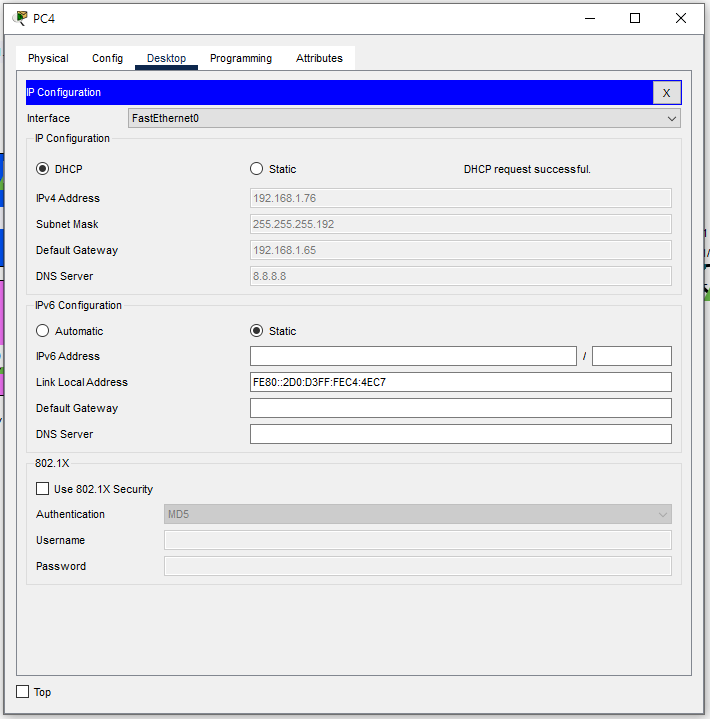 PC4
Physical Config Desktop Programming Attributes
IP Configuration X
Interface FastEthernet0
IP Configuration
DHCP Static DHCP request successful.
IPv4 Address 192.168.1.76
Subnet Mask 255.255.255.192
Default Gateway 192.168.1.65
DNS Server 8.8.8.8
IPv6 Configuration
Automatic Static
IPv6 Address /
Link Local Address FE80::2D0:D3FF:FEC4:4EC7
Default Gateway
DNS Server
802.1X
Use 802.1X Security
Authentication MD5
Username
Password
Top